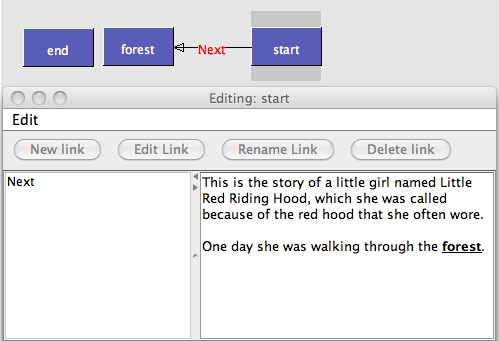 end
forest
Next
start
Editing: start
Edit
New link
Edit Link
Rename Link
Delete link
Next
This is the story of a little girl named Little
Red Riding Hood, which she was called
because of the red hood that she often wore.
One day she was walking through the forest.